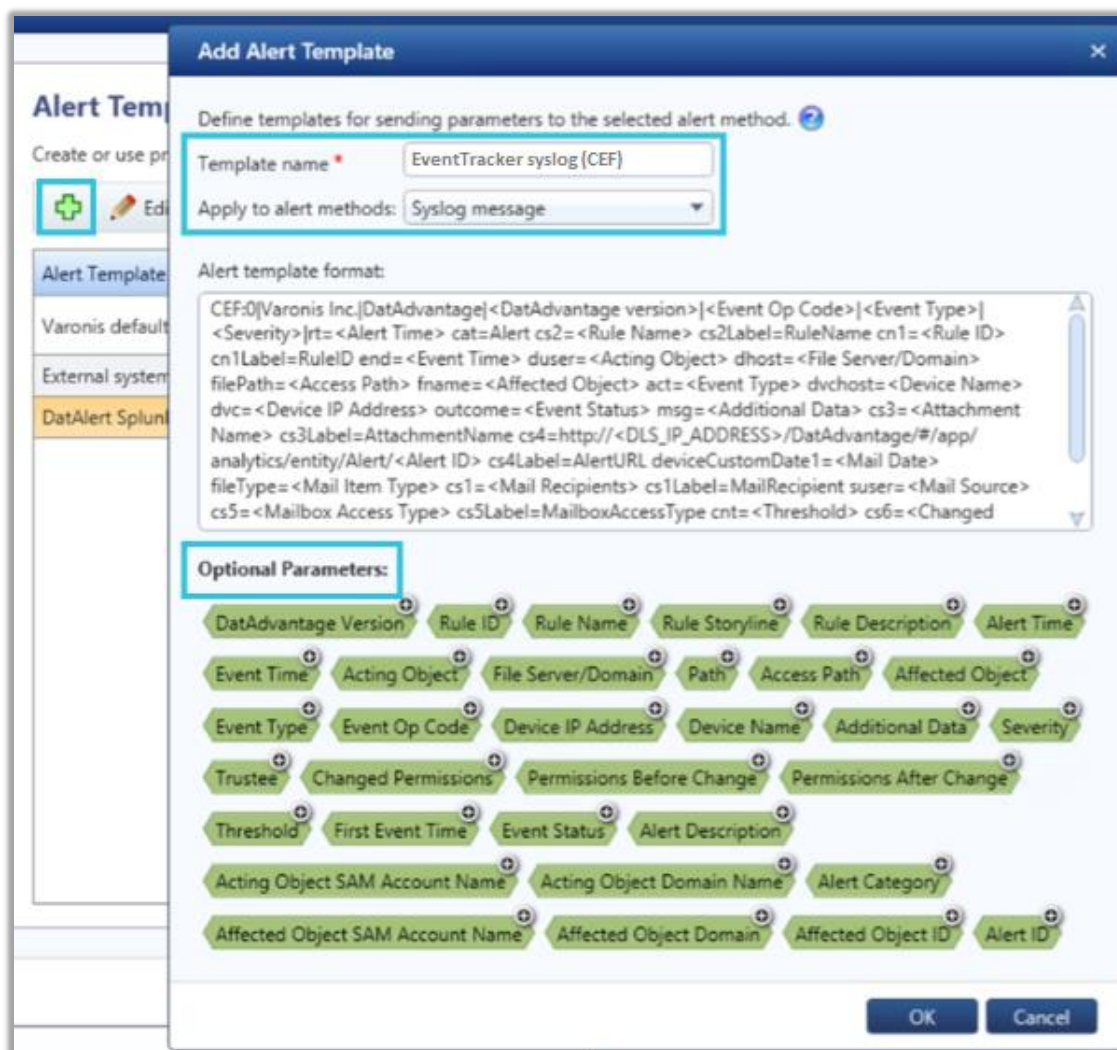 Add Alert Template
Alert Temp
Create or use pr
Edi
Alert Template
Varonis default
External system
DatAlert Splunk
Define templates for sending parameters to the selected alert method.
Template name *
EventTracker syslog (CEF)
Apply to alert methods:
Syslog message
Alert template format:
CEF:0|Varonis Inc.|DatAdvantage|<DatAdvantage version>|<Event Op Code>|<Event Type>|
<Severity>|rt=<Alert Time> cat=Alert cs2=<Rule Name> cs2Label=RuleName cn1=<Rule ID>
cn1Label=RuleID end=<Event Time> duser=<Acting Object> dhost=<File Server/Domain>
filePath=<Access Path> fname=<Affected Object> act=<Event Type> dvchost=<Device Name>
dvc=<Device IP Address> outcome=<Event Status> msg=<Additional Data> cs3=<Attachment
Name> cs3Label=AttachmentName cs4=http://<DLS_IP_ADDRESS>/DatAdvantage/#/app/
analytics/entity/Alert/<Alert ID> cs4Label=AlertURL deviceCustomDate1=<Mail Date>
fileType=<Mail Item Type> cs1=<Mail Recipients> cs1Label=MailRecipient suser=<Mail Source>
cs5=<Mailbox Access Type> cs5Label=MailboxAccessType cnt=<Threshold> cs6=<Changed
Optional Parameters:
DatAdvantage Version Rule ID Rule Name Rule Storyline Rule Description Alert Time
Event Time Acting Object File Server/Domain Path Access Path Affected Object
Event Type Event Op Code Device IP Address Device Name Additional Data Severity
Trustee Changed Permissions Permissions Before Change Permissions After Change
Threshold First Event Time Event Status Alert Description
Acting Object SAM Account Name Acting Object Domain Name Alert Category
Affected Object SAM Account Name Affected Object Domain Affected Object ID Alert ID
OK Cancel